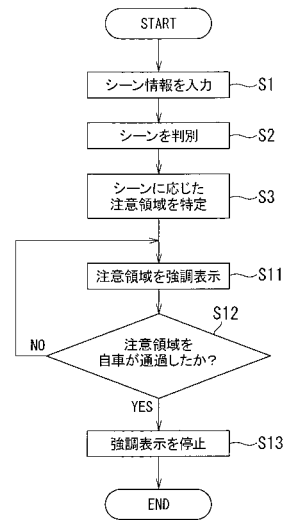 START
シーン情報を入力
S1
シーンを判別
S2
シーンに応じた
注意領域を特定
S3
注意領域を強調表示
S11
S12
注意領域を
自車が通過したか?
NO
YES
強調表示を停止
S13
END